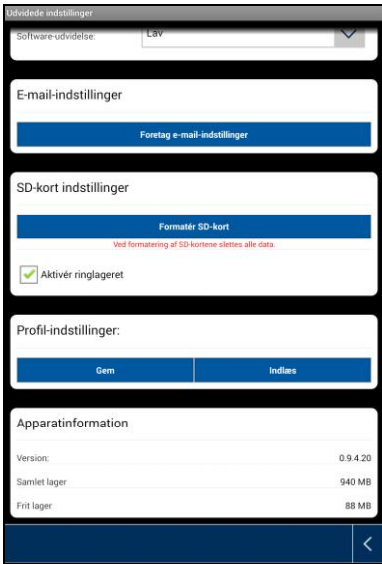 Udvidede indstillinger
Software-udvidelse: Lav
E-mail-indstillinger
Foretag e-mail-indstillinger
SD-kort indstillinger
Formatér SD-kort
Ved formatering af SD-kortene slettes alle data.
Aktivér ringlageret
Profil-indstillinger:
Gem Indlæs
Apparatinformation
Version: 0.9.4.20
Samlet lager 940 MB
Frit lager 88 MB